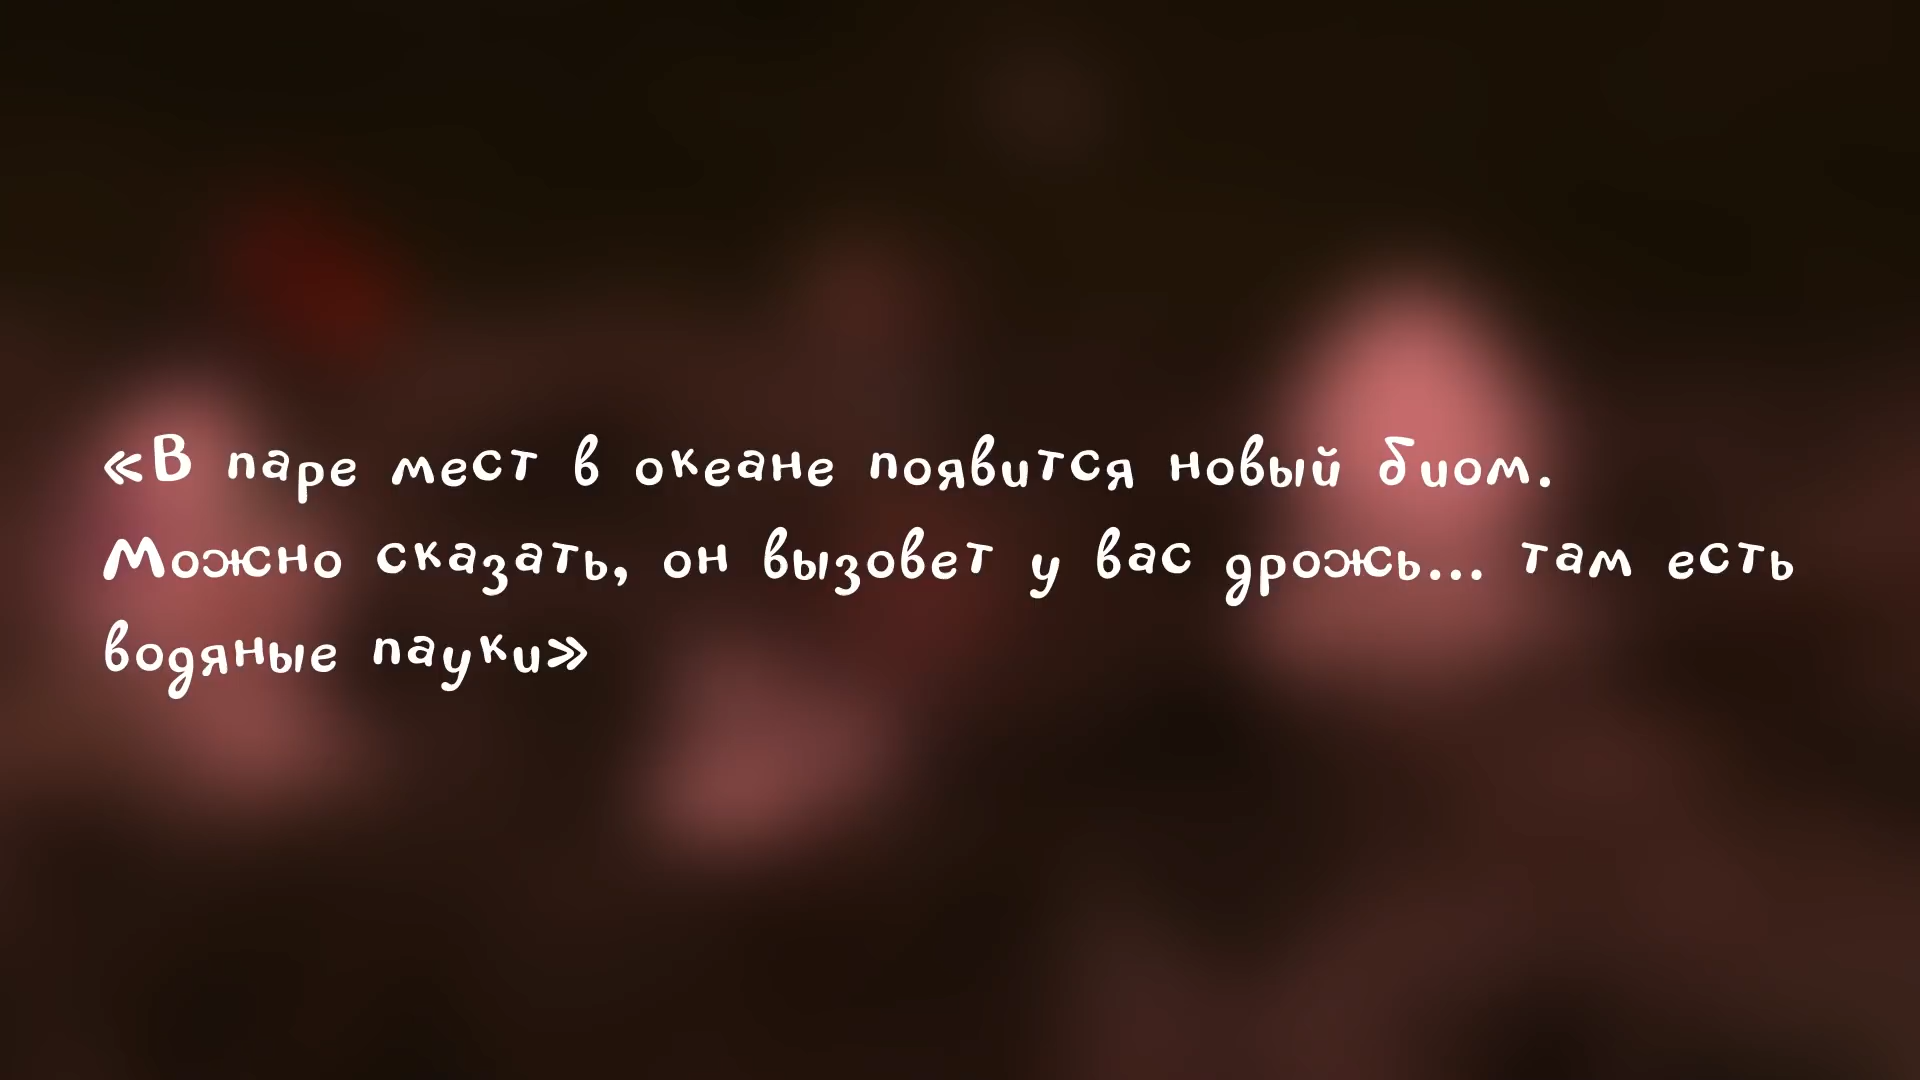 «В паре мест в океане появится новый биом.
Можно сказать, он вызовет у вас дрожь... там есть
водяные пауки»